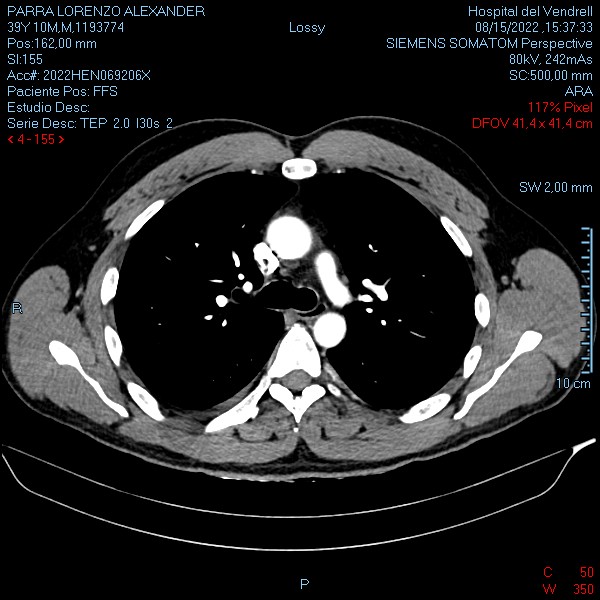 PARRA LORENZO ALEXANDER
39Y 10M,M,1193774
Pos:162,00 mm
SI:155
Acc#: 2022HEN069206X
Paciente Pos: FFS
Estudio Desc:
Serie Desc: TEP 2.0 I30s 2
< 4 - 155 >
Lossy
Hospital del Vendrell
08/15/2022 ,15:37:33
SIEMENS SOMATOM Perspective
80kV, 242mAs
SC:500,00 mm
ARA
117% Pixel
DFOV 41,4 x 41,4 cm
SW 2,00 mm
R
10 cm
P
C 50
W 350